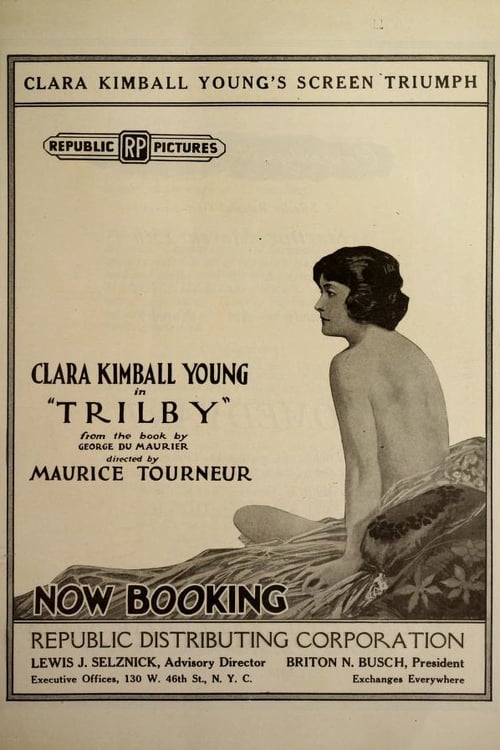 CLARA KIMBALL YOUNG'S SCREEN TRIUMPH
REPUBLIC RP PICTURES
CLARA KIMBALL YOUNG
in
"TRILBY"
from the book by
GEORGE DU MAURIER
directed by
MAURICE TOURNEUR
NOW BOOKING
REPUBLIC DISTRIBUTING CORPORATION
LEWIS J. SELZNICK, Advisory Director BRITON N. BUSCH, President
Executive Offices, 130 W. 46th St., N. Y. C. Exchanges Everywhere